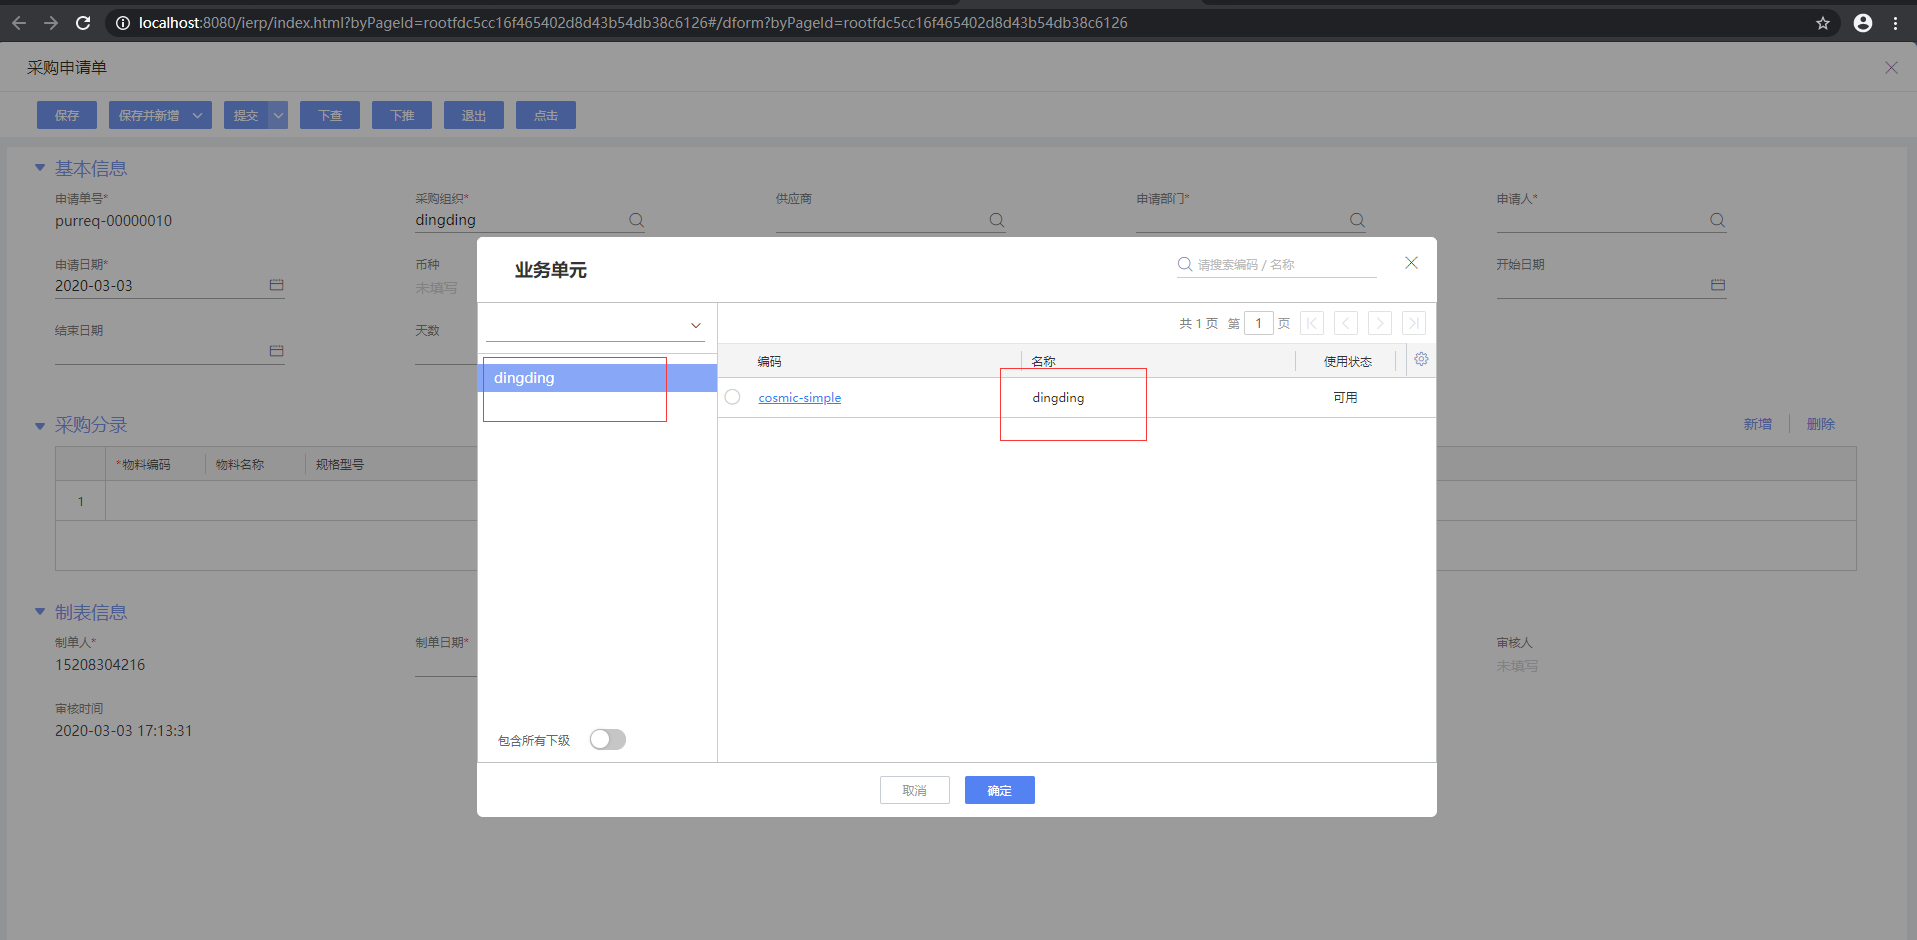 localhost:8080/ierp/index.html?byPageId=rootfdc5cc16f465402d8d43b54db38c6126#/dform?byPageId=rootfdc5cc16f465402d8d43b54db38c6126
采购申请单
保存 保存并新增 提交 下查 下推 退出 点击
基本信息
申请单号* 采购组织* 供应商 申请部门* 申请人*
purreq-00000010 dingding
申请日期* 币种 开始日期
2020-03-03 未填写
结束日期 天数
业务单元 请搜索编码 / 名称
共 1 页 第 1 页
编码 名称 使用状态
dingding
cosmic-simple dingding 可用
包含所有下级
取消 确定
采购分录 新增 删除
*物料编码 物料名称 规格型号
1
制表信息
制单人* 制单日期* 审核人
15208304216 未填写
审核时间
2020-03-03 17:13:31